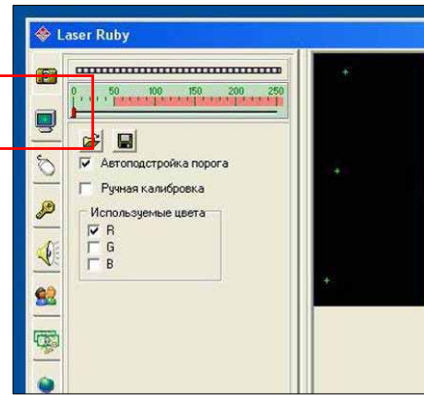 Laser Ruby
0 50 100 150 200 250
Автоподстройка порога
Ручная калибровка
Используемые цвета
R
G
B